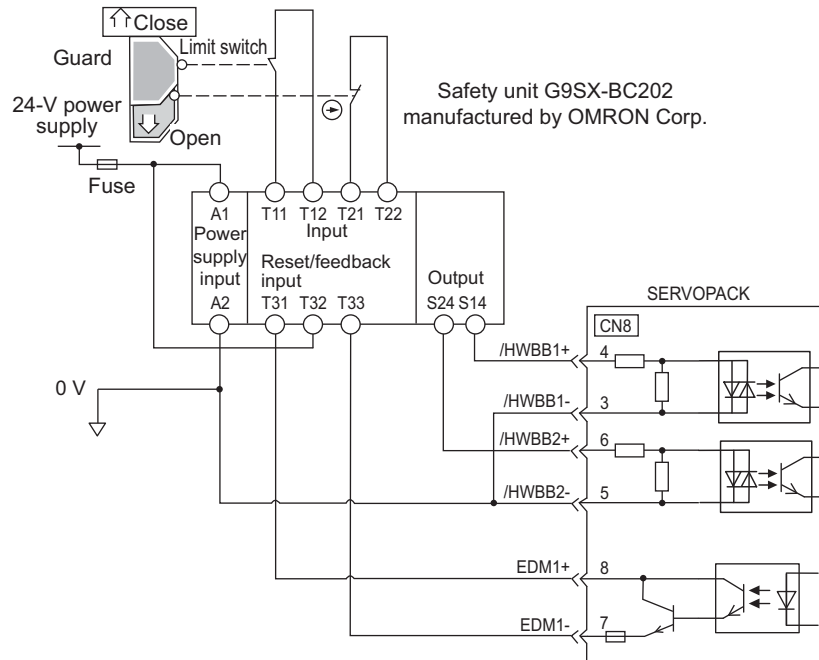 Close
Limit switch
Guard
Safety unit G9SX-BC202
manufactured by OMRON Corp.
24-V power
supply
Open
Fuse
A1 T11 T12 T21 T22
Power
supply
input
Input
Reset/feedback
input
Output
A2 T31 T32 T33 S24 S14
SERVOPACK
CN8
/HWBB1+ 4
0 V
/HWBB1- 3
/HWBB2+ 6
/HWBB2- 5
EDM1+ 8
EDM1- 7